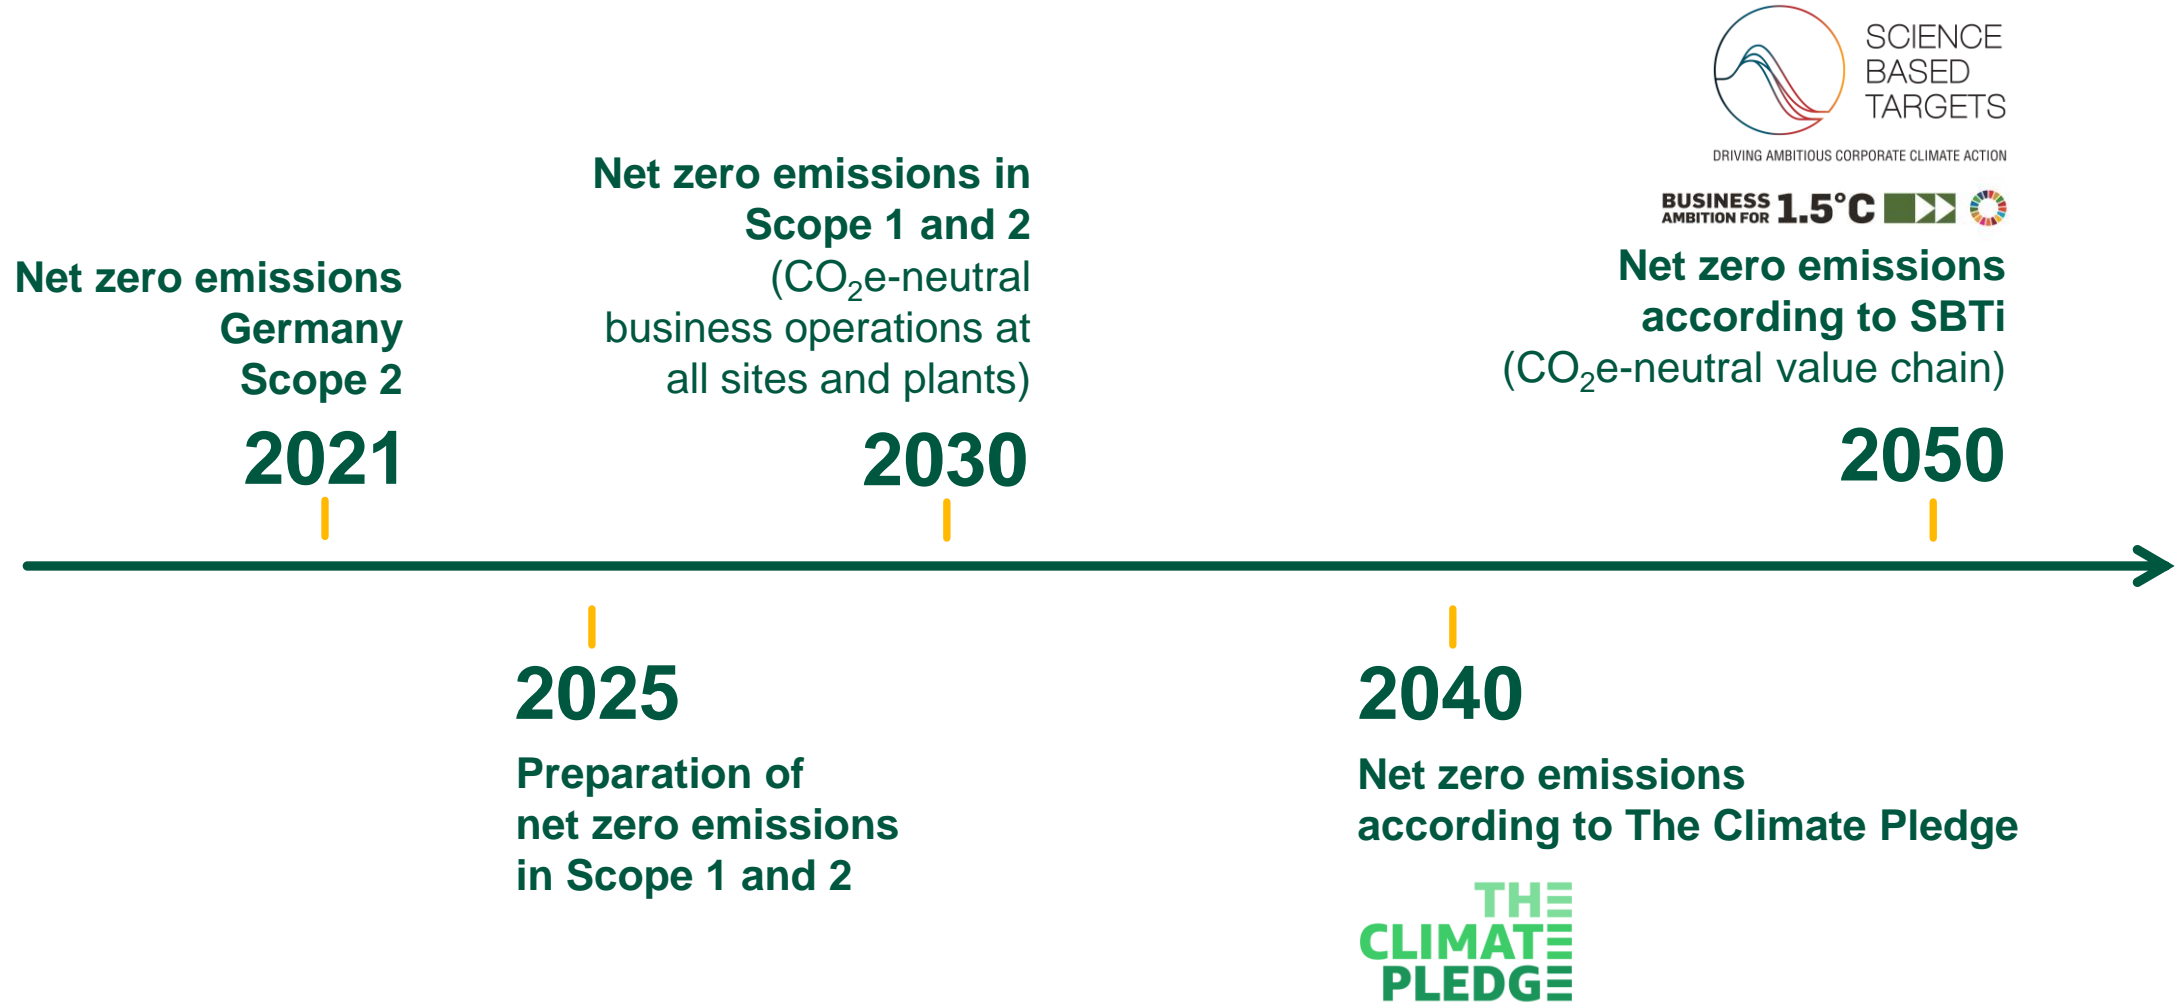 SCIENCE
BASED
TARGETS
DRIVING AMBITIOUS CORPORATE CLIMATE ACTION
BUSINESS
AMBITION FOR 1.5°C
Net zero emissions
Germany
Scope 2
2021
Net zero emissions in
Scope 1 and 2
(CO₂e-neutral
business operations at
all sites and plants)
2030
Net zero emissions
according to SBTi
(CO₂e-neutral value chain)
2050
2025
Preparation of
net zero emissions
in Scope 1 and 2
2040
Net zero emissions
according to The Climate Pledge
THE
CLIMATE
PLEDGE